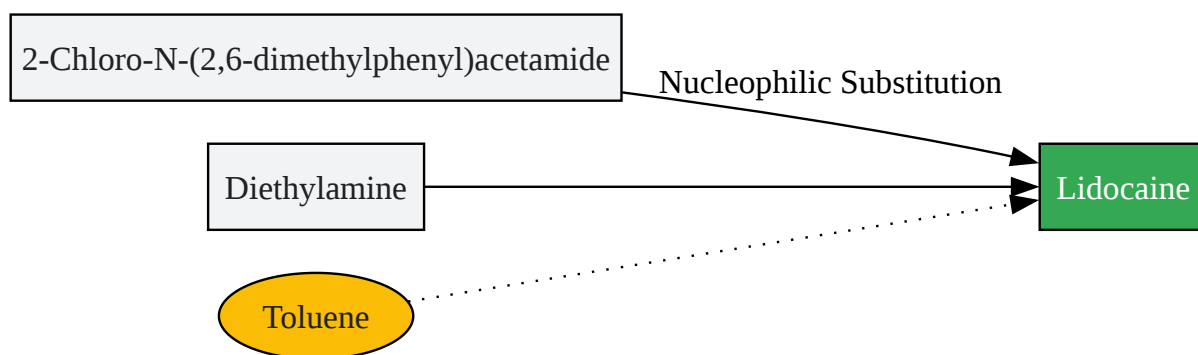 2-Chloro-N-(2,6-dimethylphenyl)acetamide
Nucleophilic Substitution
Diethylamine
Lidocaine
Toluene